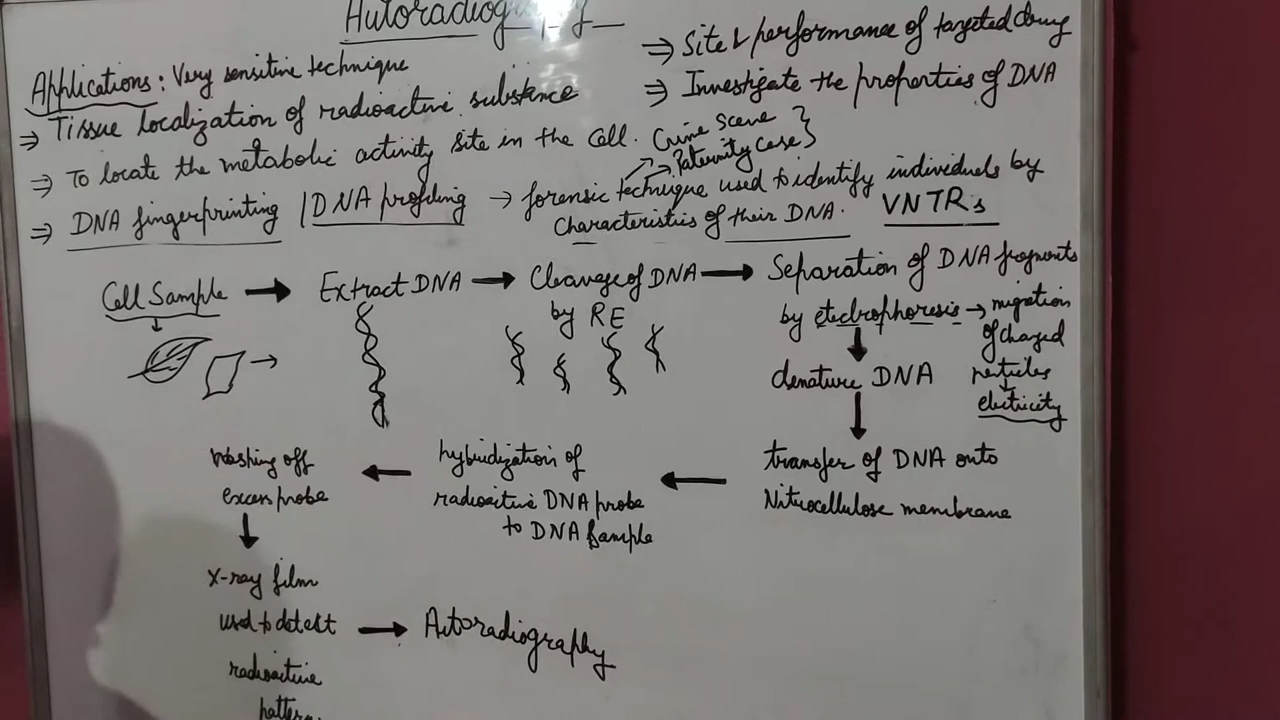 Autoradiography
Applications: Very sensitive technique
⇒ Tissue localization of radioactive substance
⇒ To locate the metabolic activity site in the cell.
⇒ DNA fingerprinting | DNA profiling → forensic technique used to identify individuals by
characteristics of their DNA. VNTRs
Crime scene
Paternity case
⇒ Site & performance of targeted drug
⇒ Investigate the properties of DNA
Cell Sample → Extract DNA → Cleavage of DNA → Separation of DNA fragments
by RE
by electrophoresis → migration
of charged
particles
electricity
denature DNA
transfer of DNA onto
Nitrocellulose membrane
hybridization of
radioactive DNA probe
to DNA Sample
Washing off
excess probe
X-ray film
used to detect → Autoradiography
radioactive
pattern